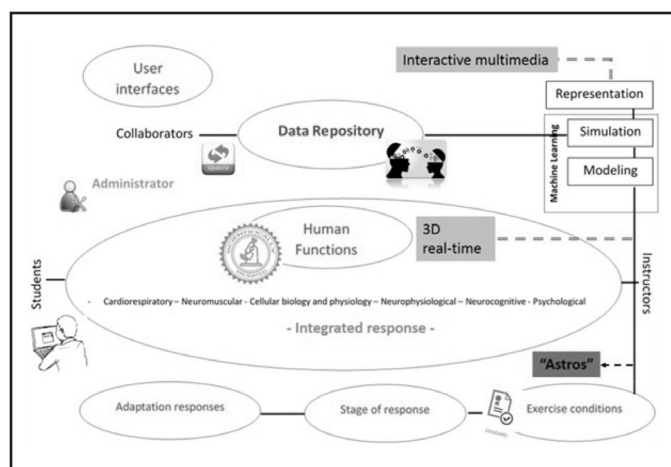 User
interfaces
Interactive multimedia
Representation
Collaborators
Data Repository
Simulation
Machine Learning
Modeling
Administrator
Human
Functions
3D
real-time
Students
Instructors
- Cardiorespiratory – Neuromuscular - Cellular biology and physiology – Neurophysiological – Neurocognitive - Psychological
- Integrated response -
“Astros”
Adaptation responses
Stage of response
Exercise conditions
STANDARD